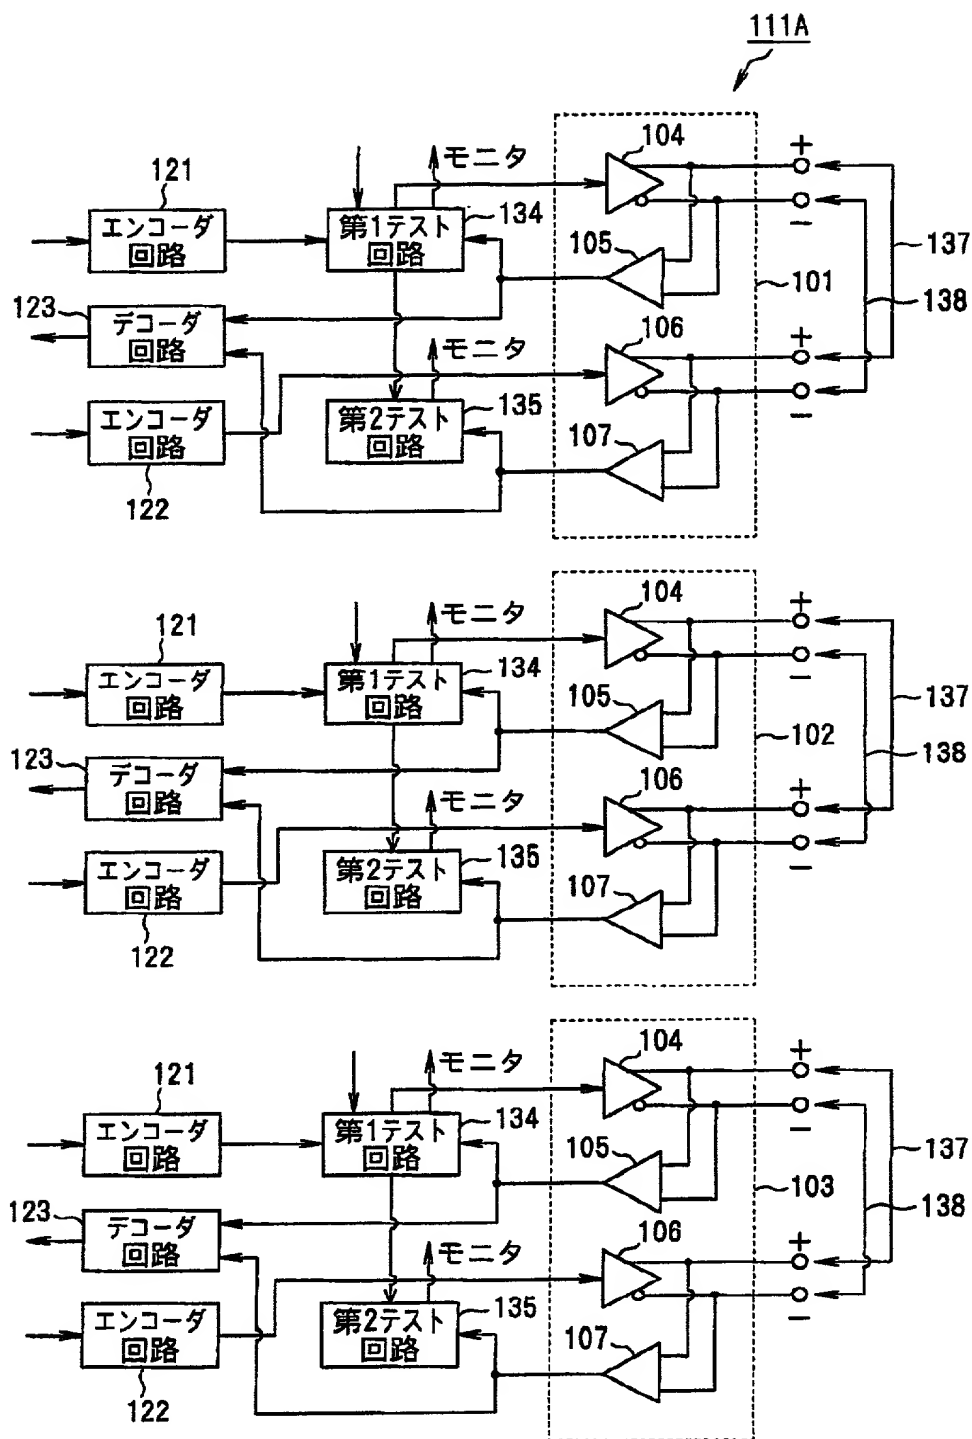 111A
モニタ
104
121
エンコーダ
回路
第1テスト
回路
134
+
−
105
137
101
123
デコーダ
回路
138
モニタ
106
+
−
エンコーダ
回路
第2テスト
回路
135
107
122
モニタ
104
121
エンコーダ
回路
第1テスト
回路
134
+
−
105
137
102
123
デコーダ
回路
138
モニタ
106
+
−
エンコーダ
回路
第2テスト
回路
135
107
122
モニタ
104
121
エンコーダ
回路
第1テスト
回路
134
+
−
105
137
103
123
デコーダ
回路
138
モニタ
106
+
−
エンコーダ
回路
第2テスト
回路
135
107
122